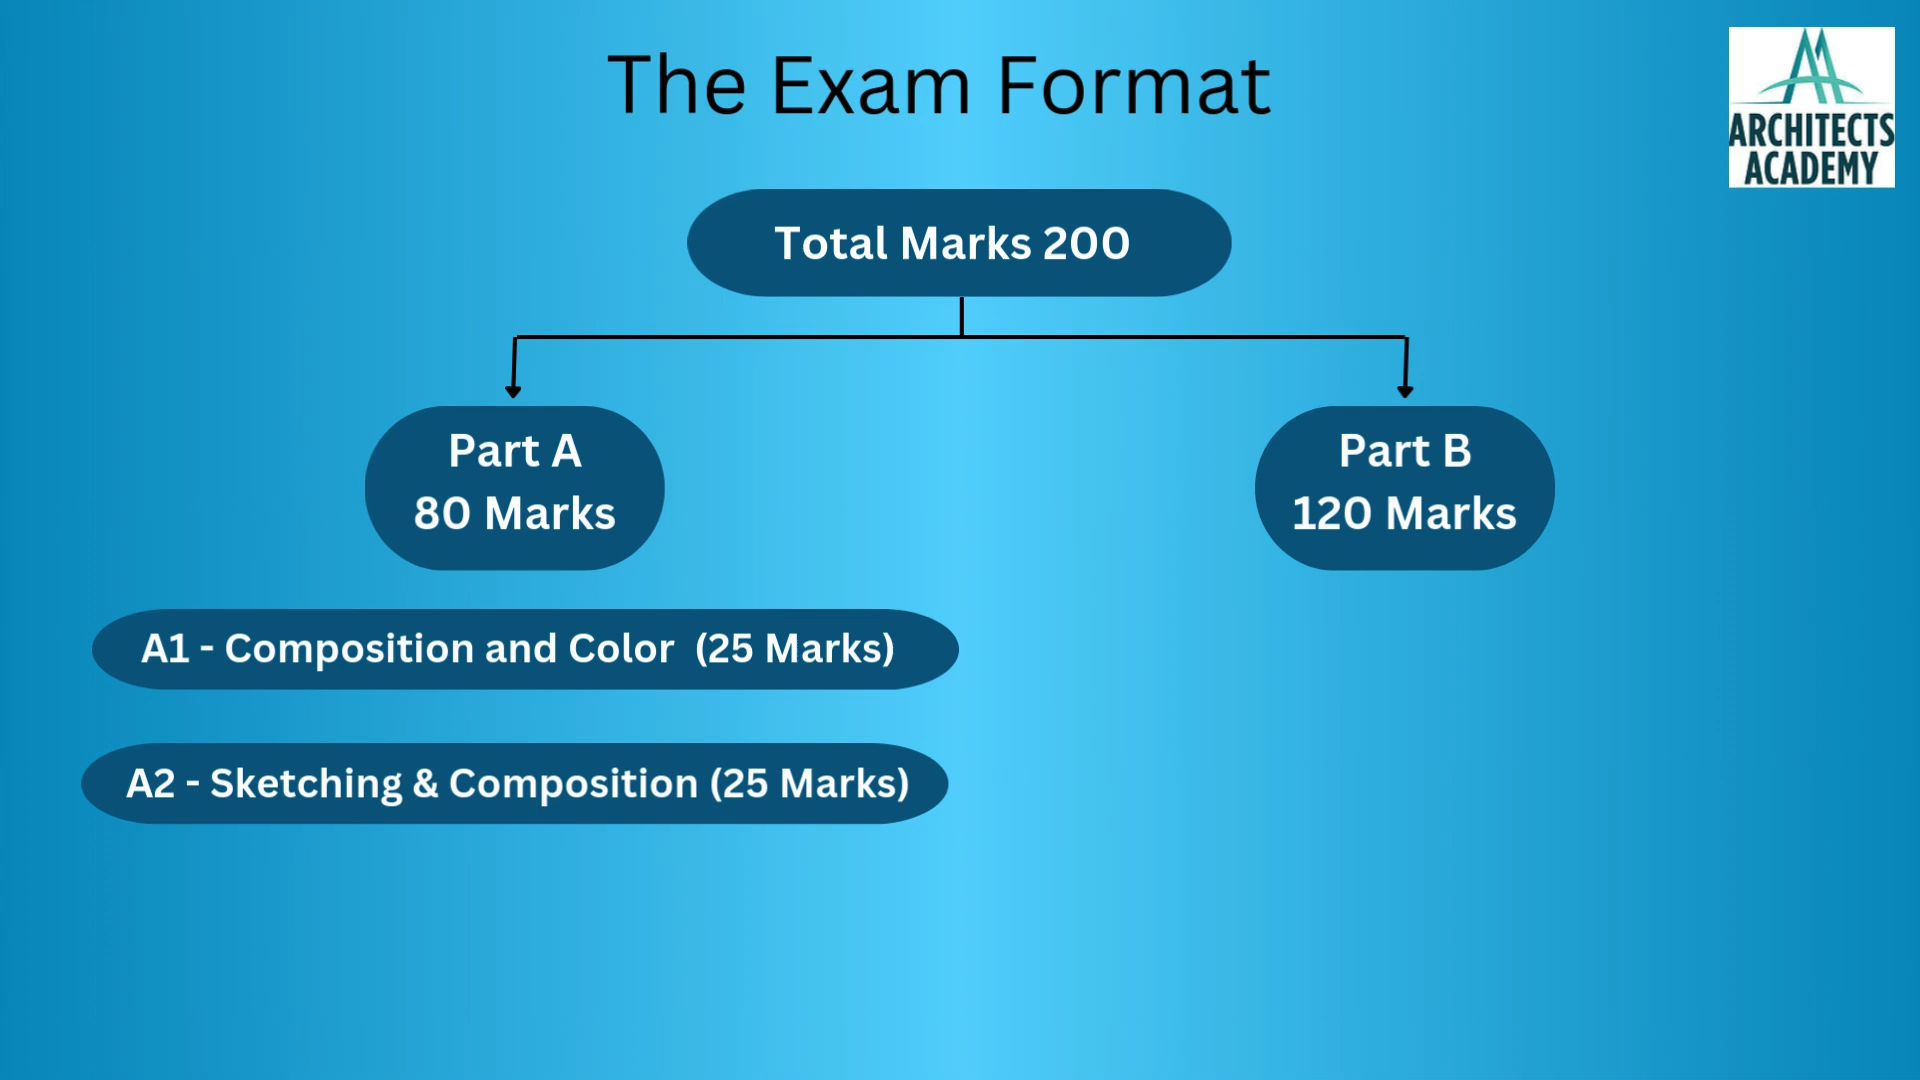 The Exam Format
ARCHITECTS
ACADEMY
Total Marks 200
Part A
80 Marks
Part B
120 Marks
A1 - Composition and Color (25 Marks)
A2 - Sketching & Composition (25 Marks)